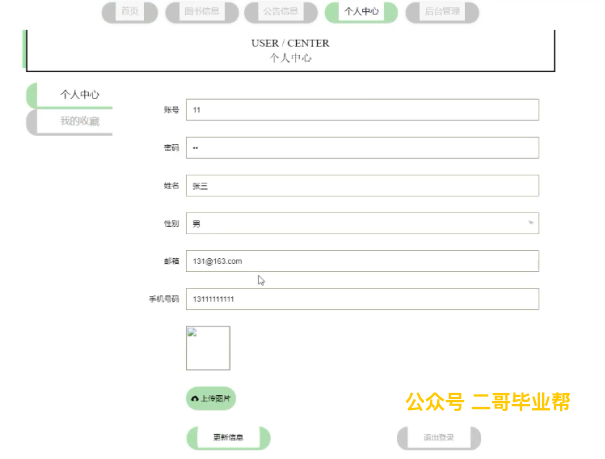 首页 图书信息 公告信息 个人中心 后台管理
USER / CENTER
个人中心
个人中心
我的收藏
账号 11
密码 ••
姓名 张三
性别 男
邮箱 131@163.com
手机号码 13111111111
上传图片
公众号 二哥毕业帮
更新信息 退出登录